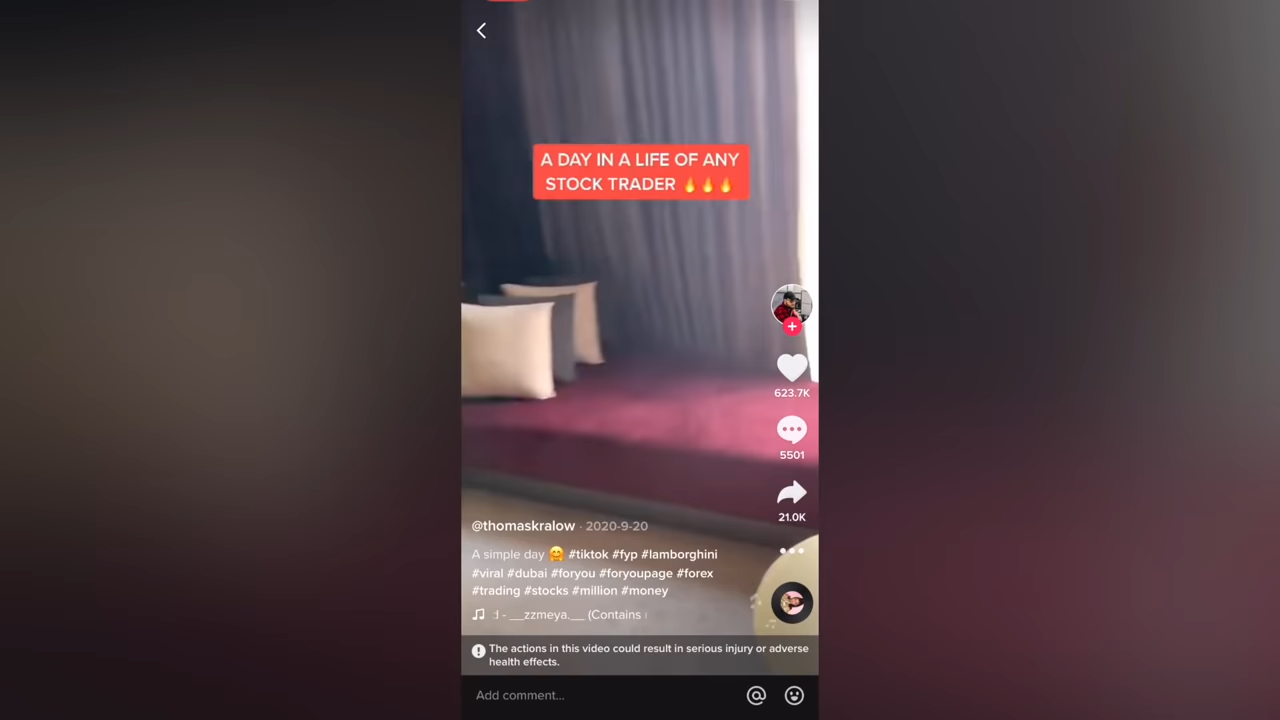 A DAY IN A LIFE OF ANY
STOCK TRADER 🔥🔥🔥
623.7K
5501
21.0K
@thomaskralow · 2020-9-20
A simple day 🤗 #tiktok #fyp #lamborghini
#viral #dubai #foryou #foryoupage #forex
#trading #stocks #million #money
- __zzmeya.__ (Contains
The actions in this video could result in serious injury or adverse
health effects.
Add comment...